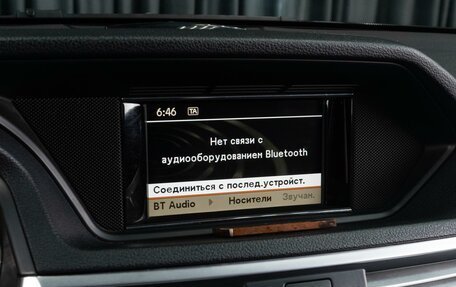 6:46 TA
Нет связи с
аудиооборудованием Bluetooth
Соединиться с послед.устройст.
BT Audio Носители Звучан.